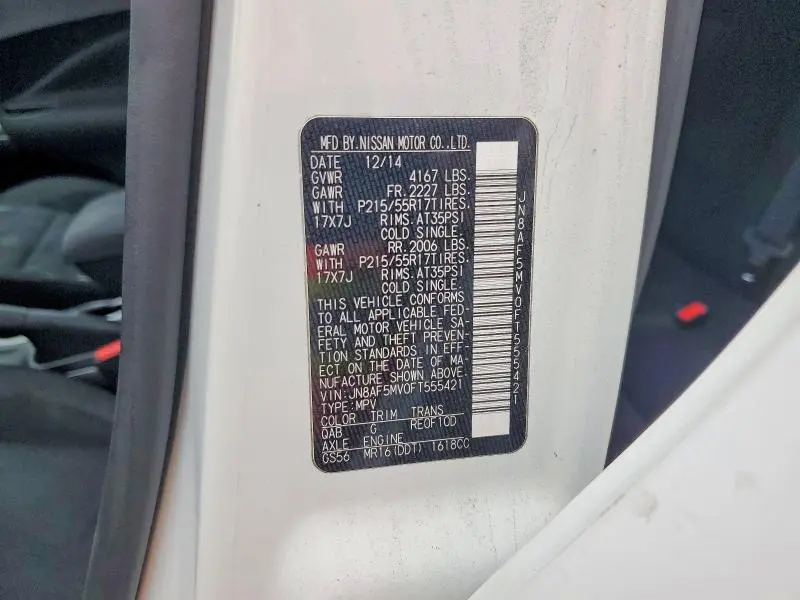 MFD BY NISSAN MOTOR CO., LTD.
DATE 12/14
GVWR 4167 LBS.
GAWR FR. 2227 LBS.
WITH P215/55R17TIRES.
17X7J RIMS. AT35PSI
COLD SINGLE.
GAWR RR. 2006 LBS.
WITH P215/55R17TIRES.
17X7J RIMS. AT35PSI
COLD SINGLE.
THIS VEHICLE CONFORMS
TO ALL APPLICABLE FED-
ERAL MOTOR VEHICLE SA-
FETY AND THEFT PREVEN-
TION STANDARDS IN EFF-
ECT ON THE DATE OF MA-
NUFACTURE SHOWN ABOVE.
VIN:JN8AF5MV0FT555421
TYPE:MPV
COLOR TRIM TRANS
QAB G RE0F10D
AXLE ENGINE
GS56 MR16(DDT) 1618CC
JN8AF5MV0FT555421